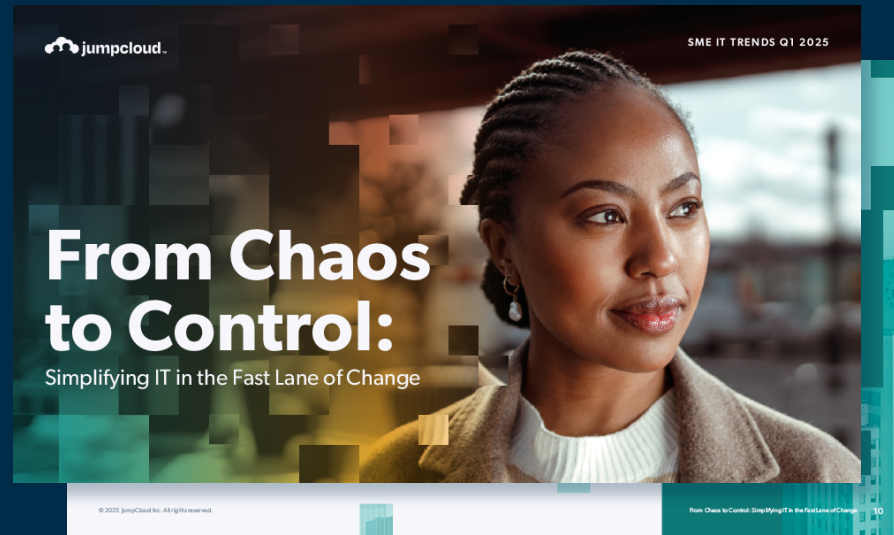 jumpcloud™
SME IT TRENDS Q1 2025
From Chaos
to Control:
Simplifying IT in the Fast Lane of Change
© 2025 JumpCloud Inc. All rights reserved.
From Chaos to Control: Simplifying IT in the Fast Lane of Change
10